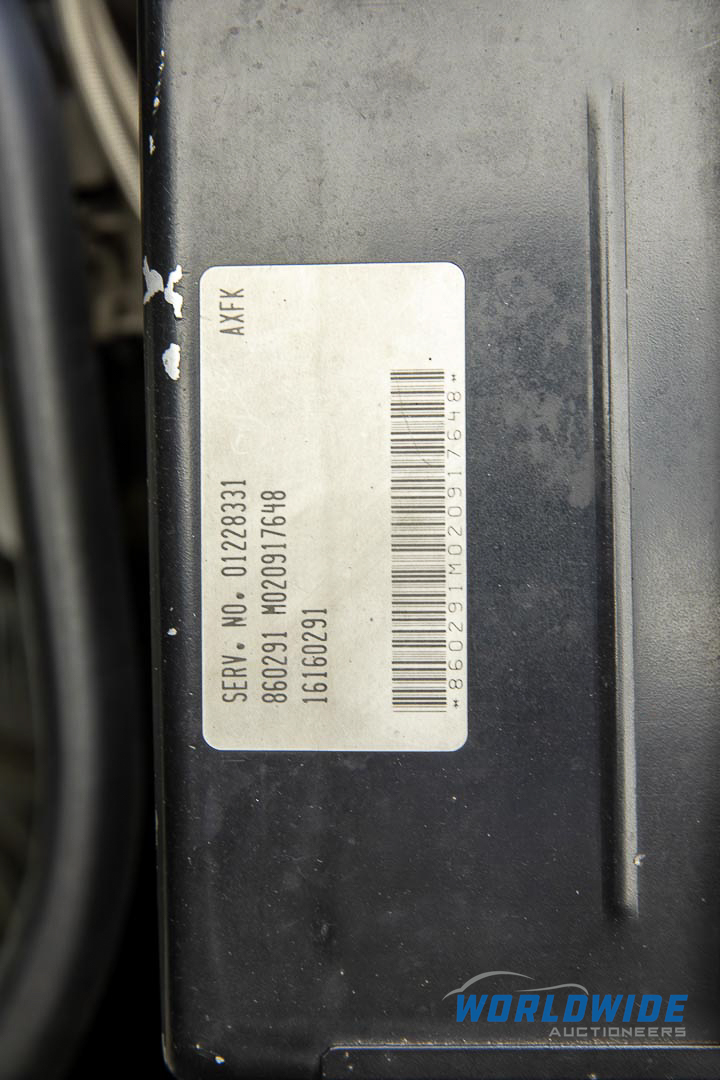 AXFK
SERV. NO. 01228331
860291 M020917648
16160291
*860291M020917648*
WORLDWIDE
AUCTIONEERS